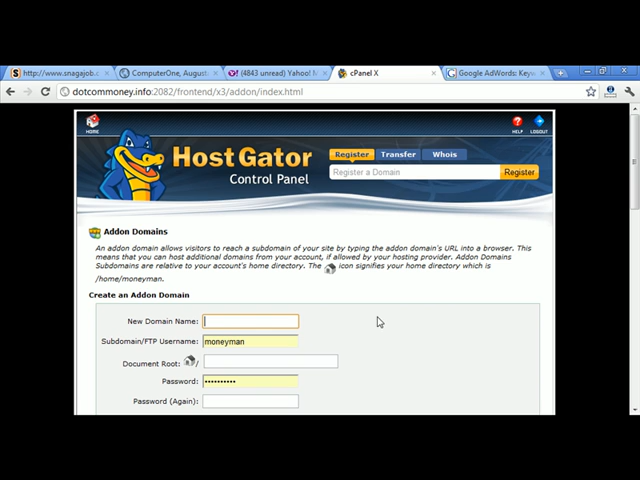 http://www.snagajob.c
ComputerOne, August
(4843 unread) Yahoo! M
cPanel X
Google AdWords: Keyw
dotcommoney.info:2082/frontend/x3/addon/index.html
HOME
HELP
LOGOUT
HostGator
Control Panel
Register
Transfer
Whois
Register a Domain
Register
Addon Domains
An addon domain allows visitors to reach a subdomain of your site by typing the addon domain's URL into a browser. This
means that you can host additional domains from your account, if allowed by your hosting provider. Addon Domains
Subdomains are relative to your account's home directory. The icon signifies your home directory which is
/home/moneyman.
Create an Addon Domain
New Domain Name:
Subdomain/FTP Username: moneyman
Document Root: /
Password: ••••••••••
Password (Again):